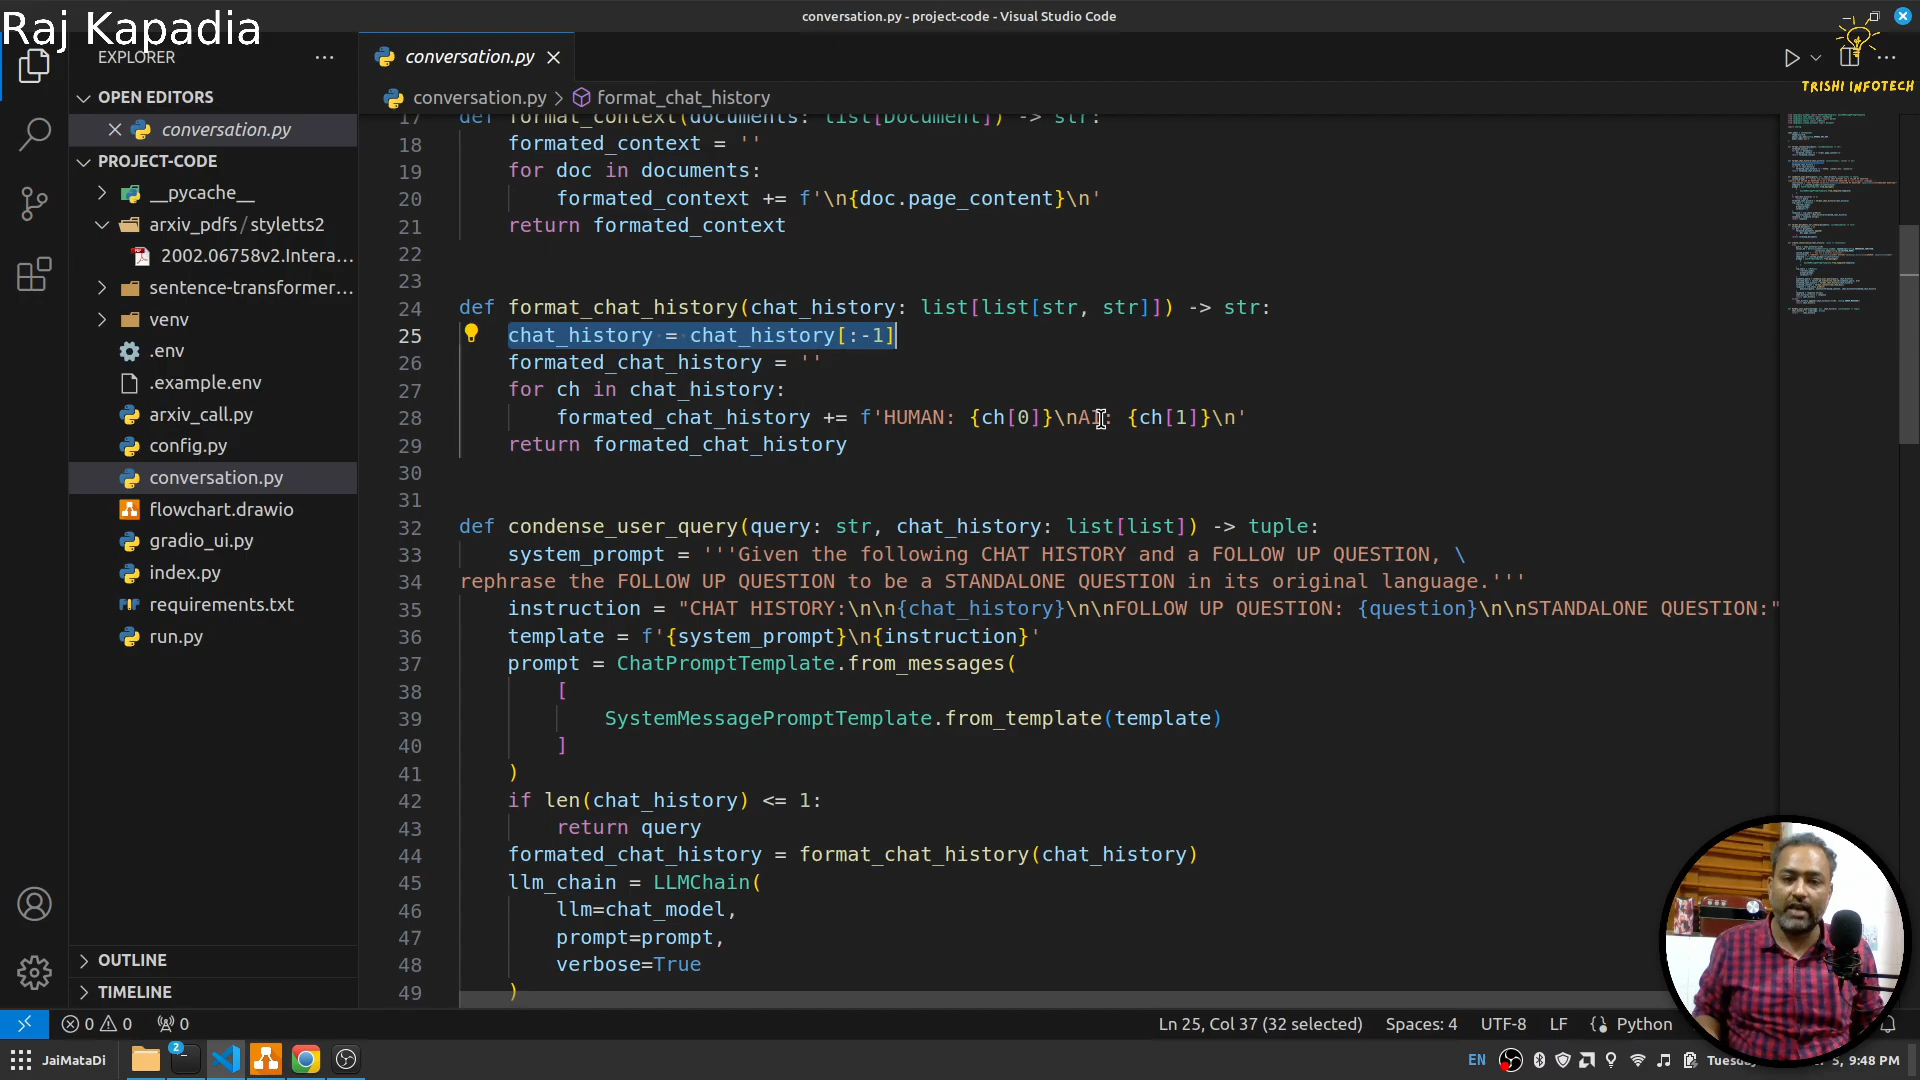 Raj Kapadia
conversation.py - project-code - Visual Studio Code
TRISHI INFOTECH
EXPLORER
OPEN EDITORS
conversation.py
PROJECT-CODE
__pycache__
arxiv_pdfs / styletts2
2002.06758v2.Intera...
sentence-transformer...
venv
.env
.example.env
arxiv_call.py
config.py
conversation.py
flowchart.drawio
gradio_ui.py
index.py
requirements.txt
run.py
OUTLINE
TIMELINE
conversation.py
conversation.py > format_chat_history
17 def format_context(documents: list[Document]) -> str:
18 formated_context = ''
19 for doc in documents:
20 formated_context += f'\n{doc.page_content}\n'
21 return formated_context
22
23
24 def format_chat_history(chat_history: list[list[str, str]]) -> str:
25 chat_history = chat_history[:-1]
26 formated_chat_history = ''
27 for ch in chat_history:
28 formated_chat_history += f'HUMAN: {ch[0]}\nAI: {ch[1]}\n'
29 return formated_chat_history
30
31
32 def condense_user_query(query: str, chat_history: list[list]) -> tuple:
33 system_prompt = '''Given the following CHAT HISTORY and a FOLLOW UP QUESTION, \
34 rephrase the FOLLOW UP QUESTION to be a STANDALONE QUESTION in its original language.'''
35 instruction = "CHAT HISTORY:\n\n{chat_history}\n\nFOLLOW UP QUESTION: {question}\n\nSTANDALONE QUESTION:"
36 template = f'{system_prompt}\n{instruction}'
37 prompt = ChatPromptTemplate.from_messages(
38 [
39 SystemMessagePromptTemplate.from_template(template)
40 ]
41 )
42 if len(chat_history) <= 1:
43 return query
44 formated_chat_history = format_chat_history(chat_history)
45 llm_chain = LLMChain(
46 llm=chat_model,
47 prompt=prompt,
48 verbose=True
49 )
0 0 0 Ln 25, Col 37 (32 selected) Spaces: 4 UTF-8 LF Python
JaiMataDi 2 EN 5, 9:48 PM